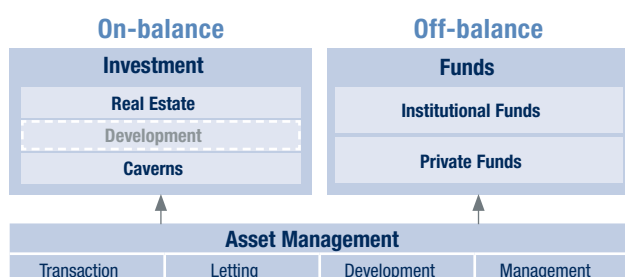 On-balance
Off-balance
Investment
Real Estate
Development
Caverns
Funds
Institutional Funds
Private Funds
Asset Management
Transaction
Letting
Development
Management